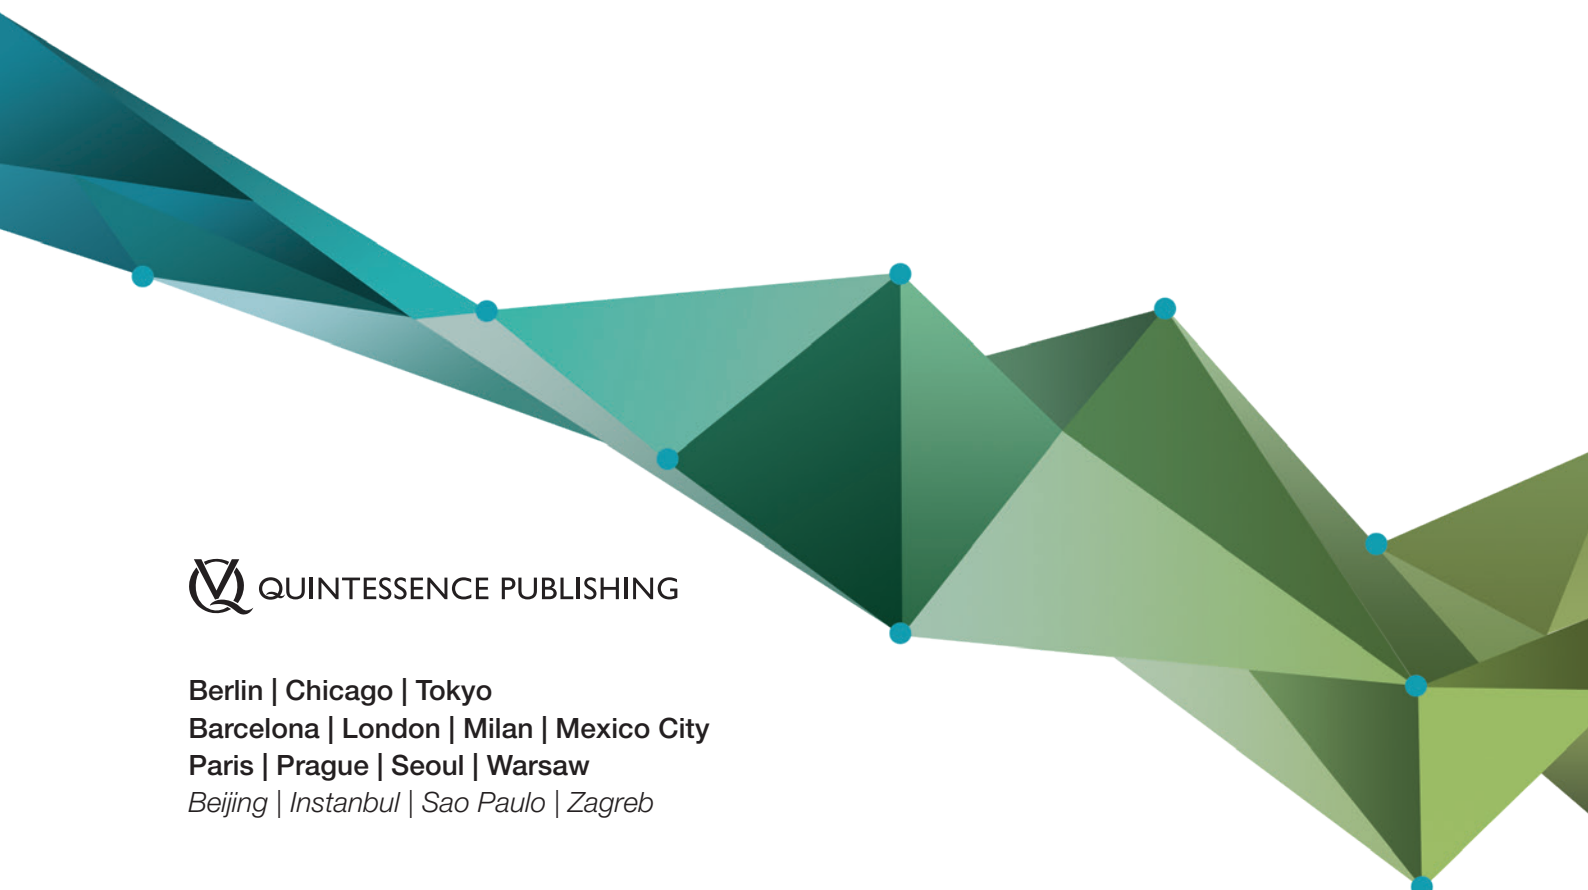 QUINTESSENCE PUBLISHING
Berlin | Chicago | Tokyo
Barcelona | London | Milan | Mexico City
Paris | Prague | Seoul | Warsaw
Beijing | Instanbul | Sao Paulo | Zagreb